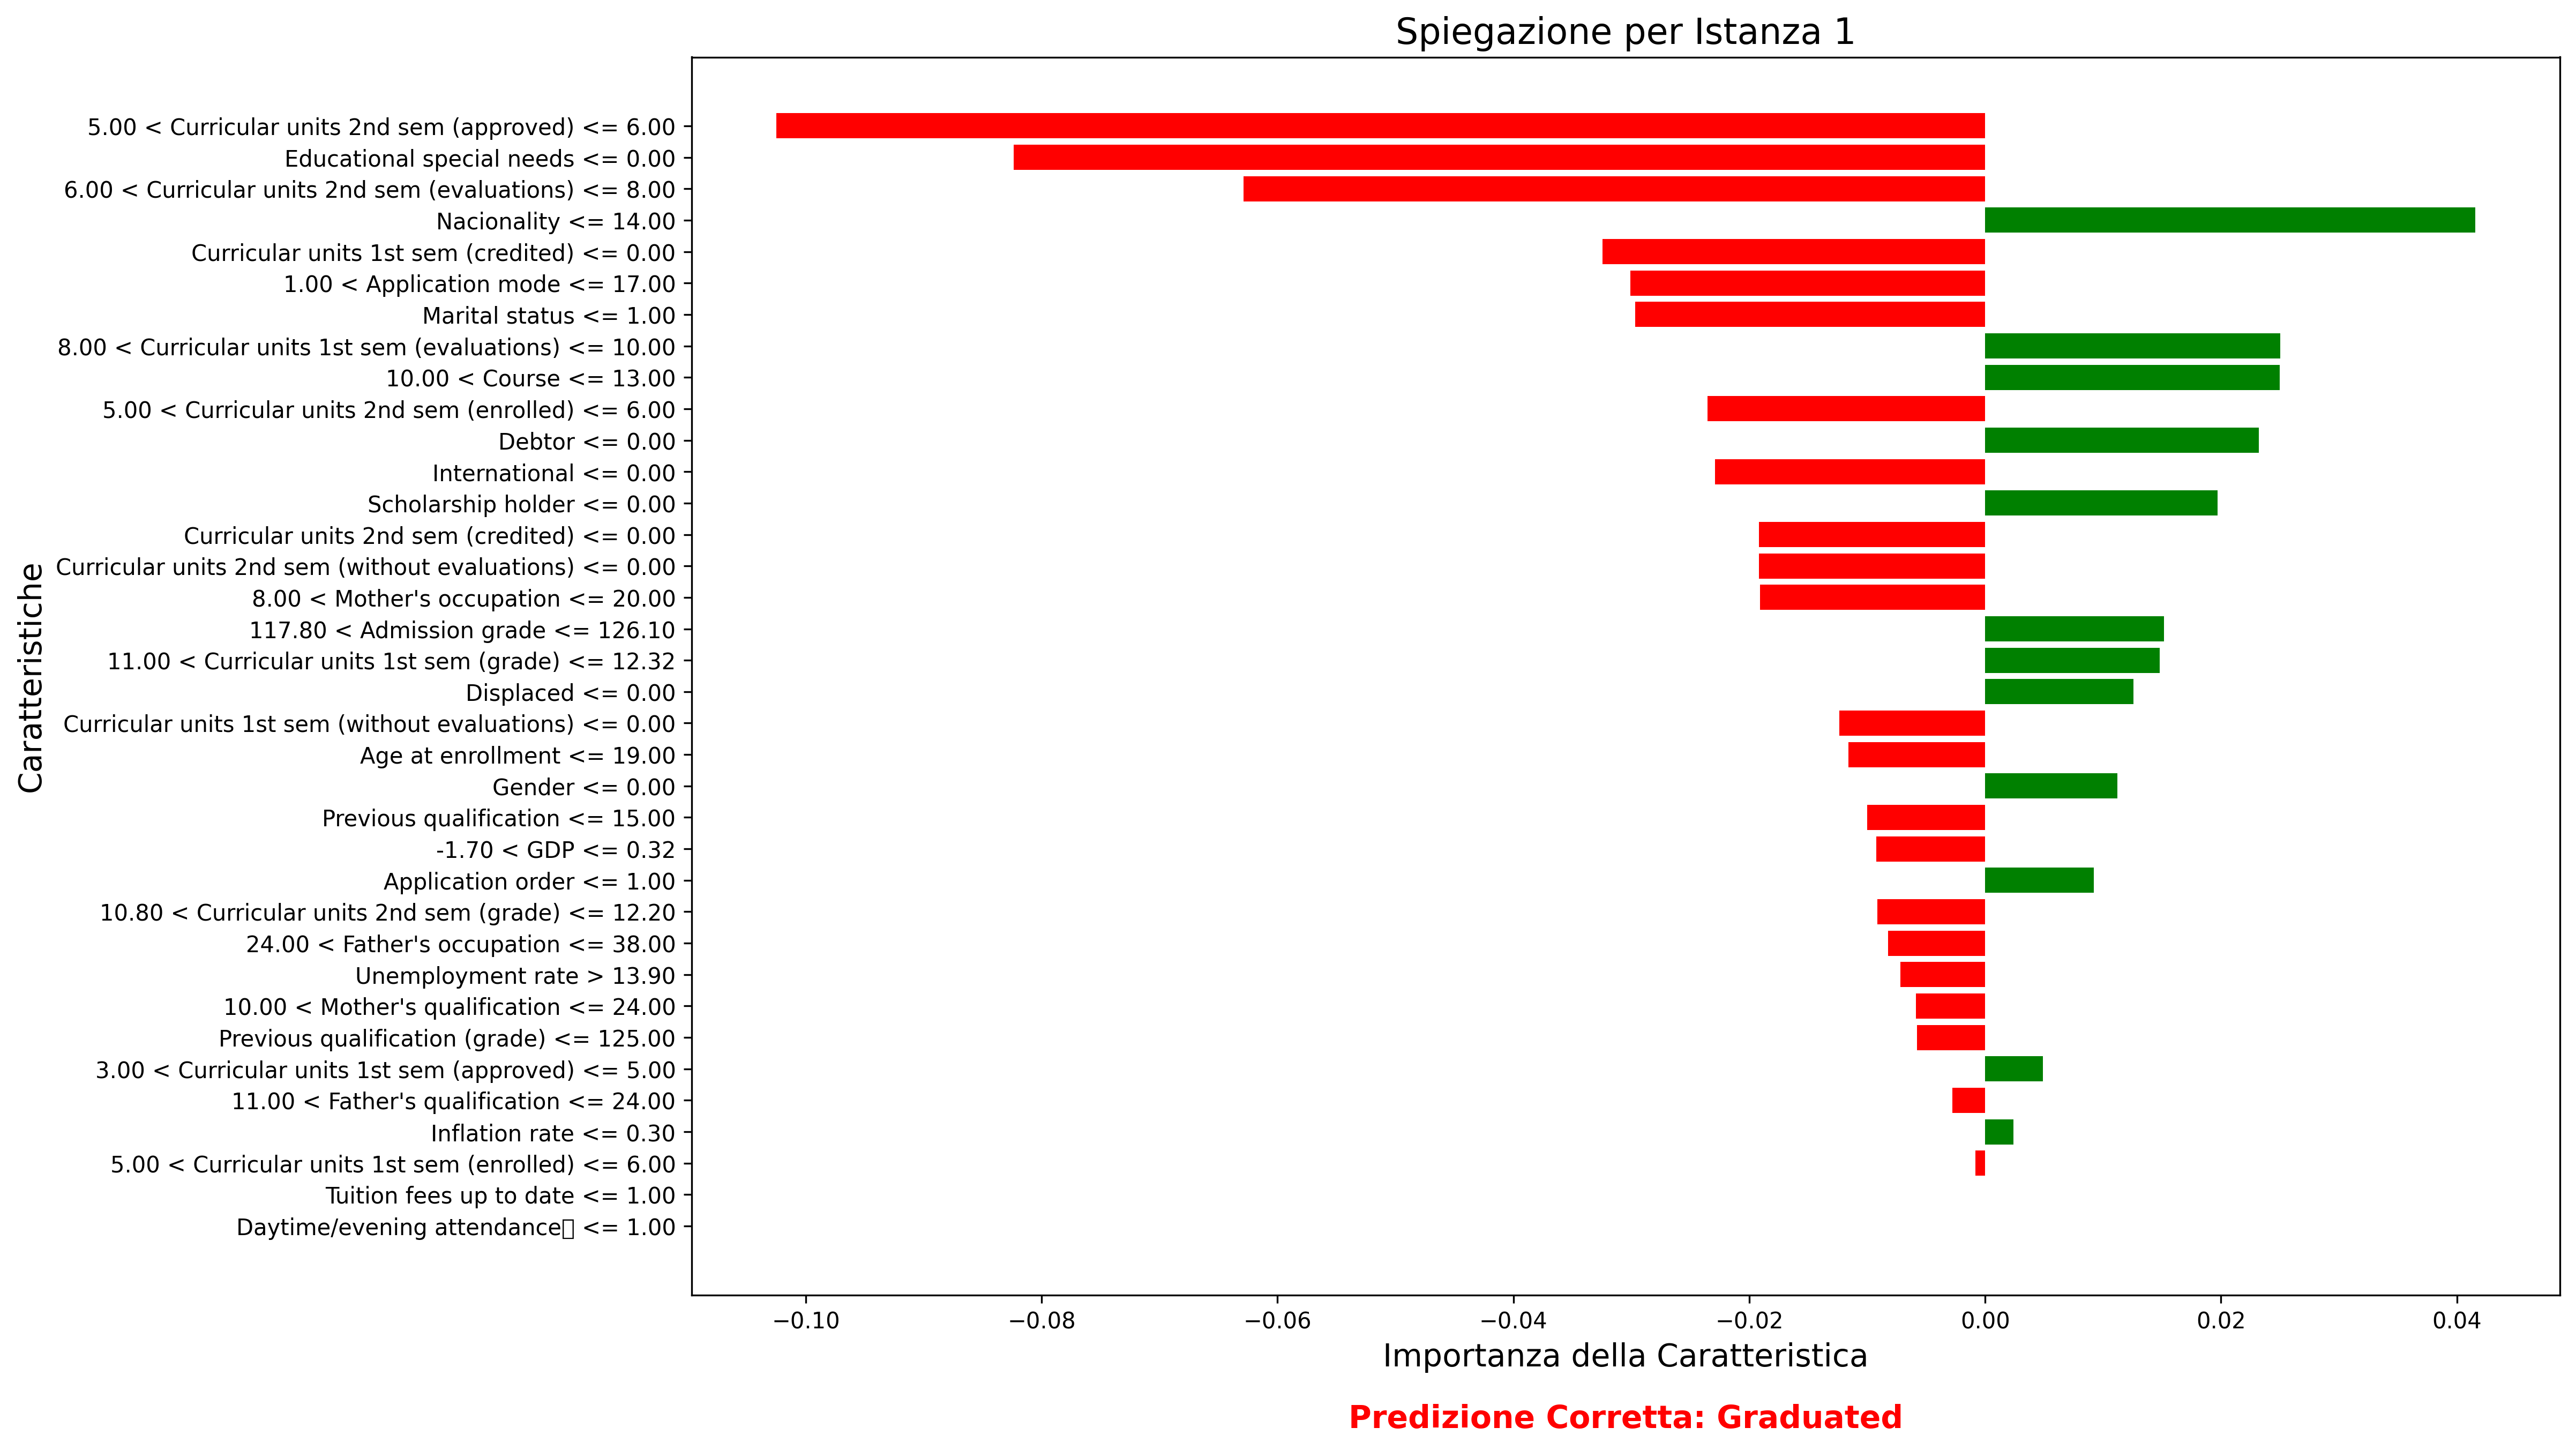 Spiegazione per Istanza 1
5.00 < Curricular units 2nd sem (approved) <= 6.00
Educational special needs <= 0.00
6.00 < Curricular units 2nd sem (evaluations) <= 8.00
Nacionality <= 14.00
Curricular units 1st sem (credited) <= 0.00
1.00 < Application mode <= 17.00
Marital status <= 1.00
8.00 < Curricular units 1st sem (evaluations) <= 10.00
10.00 < Course <= 13.00
5.00 < Curricular units 2nd sem (enrolled) <= 6.00
Debtor <= 0.00
International <= 0.00
Scholarship holder <= 0.00
Curricular units 2nd sem (credited) <= 0.00
Curricular units 2nd sem (without evaluations) <= 0.00
8.00 < Mother's occupation <= 20.00
117.80 < Admission grade <= 126.10
11.00 < Curricular units 1st sem (grade) <= 12.32
Displaced <= 0.00
Curricular units 1st sem (without evaluations) <= 0.00
Age at enrollment <= 19.00
Gender <= 0.00
Previous qualification <= 15.00
-1.70 < GDP <= 0.32
Application order <= 1.00
10.80 < Curricular units 2nd sem (grade) <= 12.20
24.00 < Father's occupation <= 38.00
Unemployment rate > 13.90
10.00 < Mother's qualification <= 24.00
Previous qualification (grade) <= 125.00
3.00 < Curricular units 1st sem (approved) <= 5.00
11.00 < Father's qualification <= 24.00
Inflation rate <= 0.30
5.00 < Curricular units 1st sem (enrolled) <= 6.00
Tuition fees up to date <= 1.00
Daytime/evening attendance▯ <= 1.00
Caratteristiche
−0.10 −0.08 −0.06 −0.04 −0.02 0.00 0.02 0.04
Importanza della Caratteristica
Predizione Corretta: Graduated